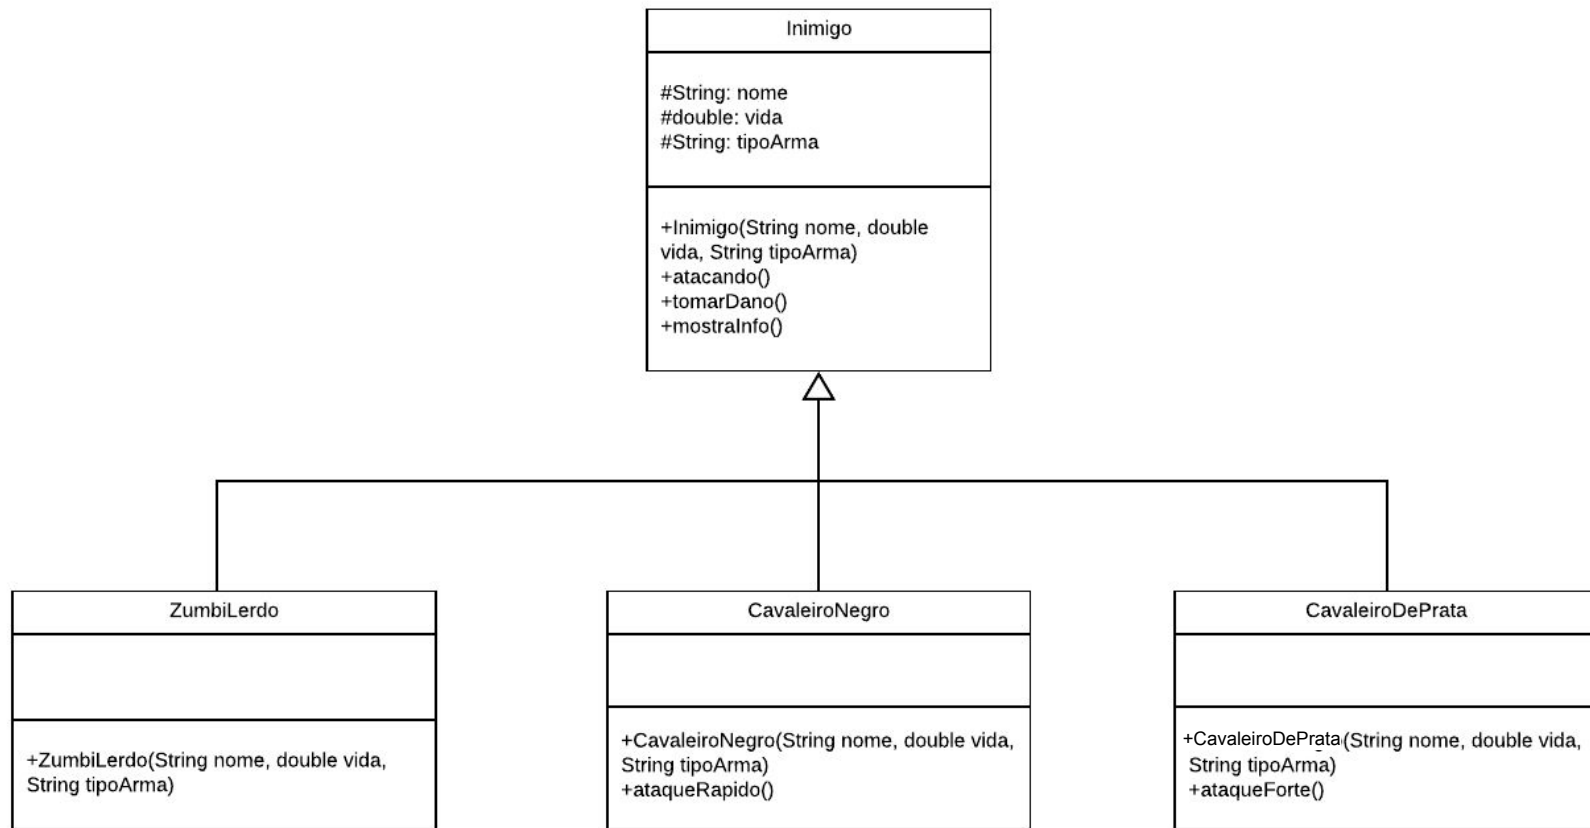 Inimigo
#String: nome
#double: vida
#String: tipoArma
+Inimigo(String nome, double
vida, String tipoArma)
+atacando()
+tomarDano()
+mostraInfo()
ZumbiLerdo
+ZumbiLerdo(String nome, double vida,
String tipoArma)
CavaleiroNegro
+CavaleiroNegro(String nome, double vida,
String tipoArma)
+ataqueRapido()
CavaleiroDePrata
+CavaleiroDePrata(String nome, double vida,
String tipoArma)
+ataqueForte()